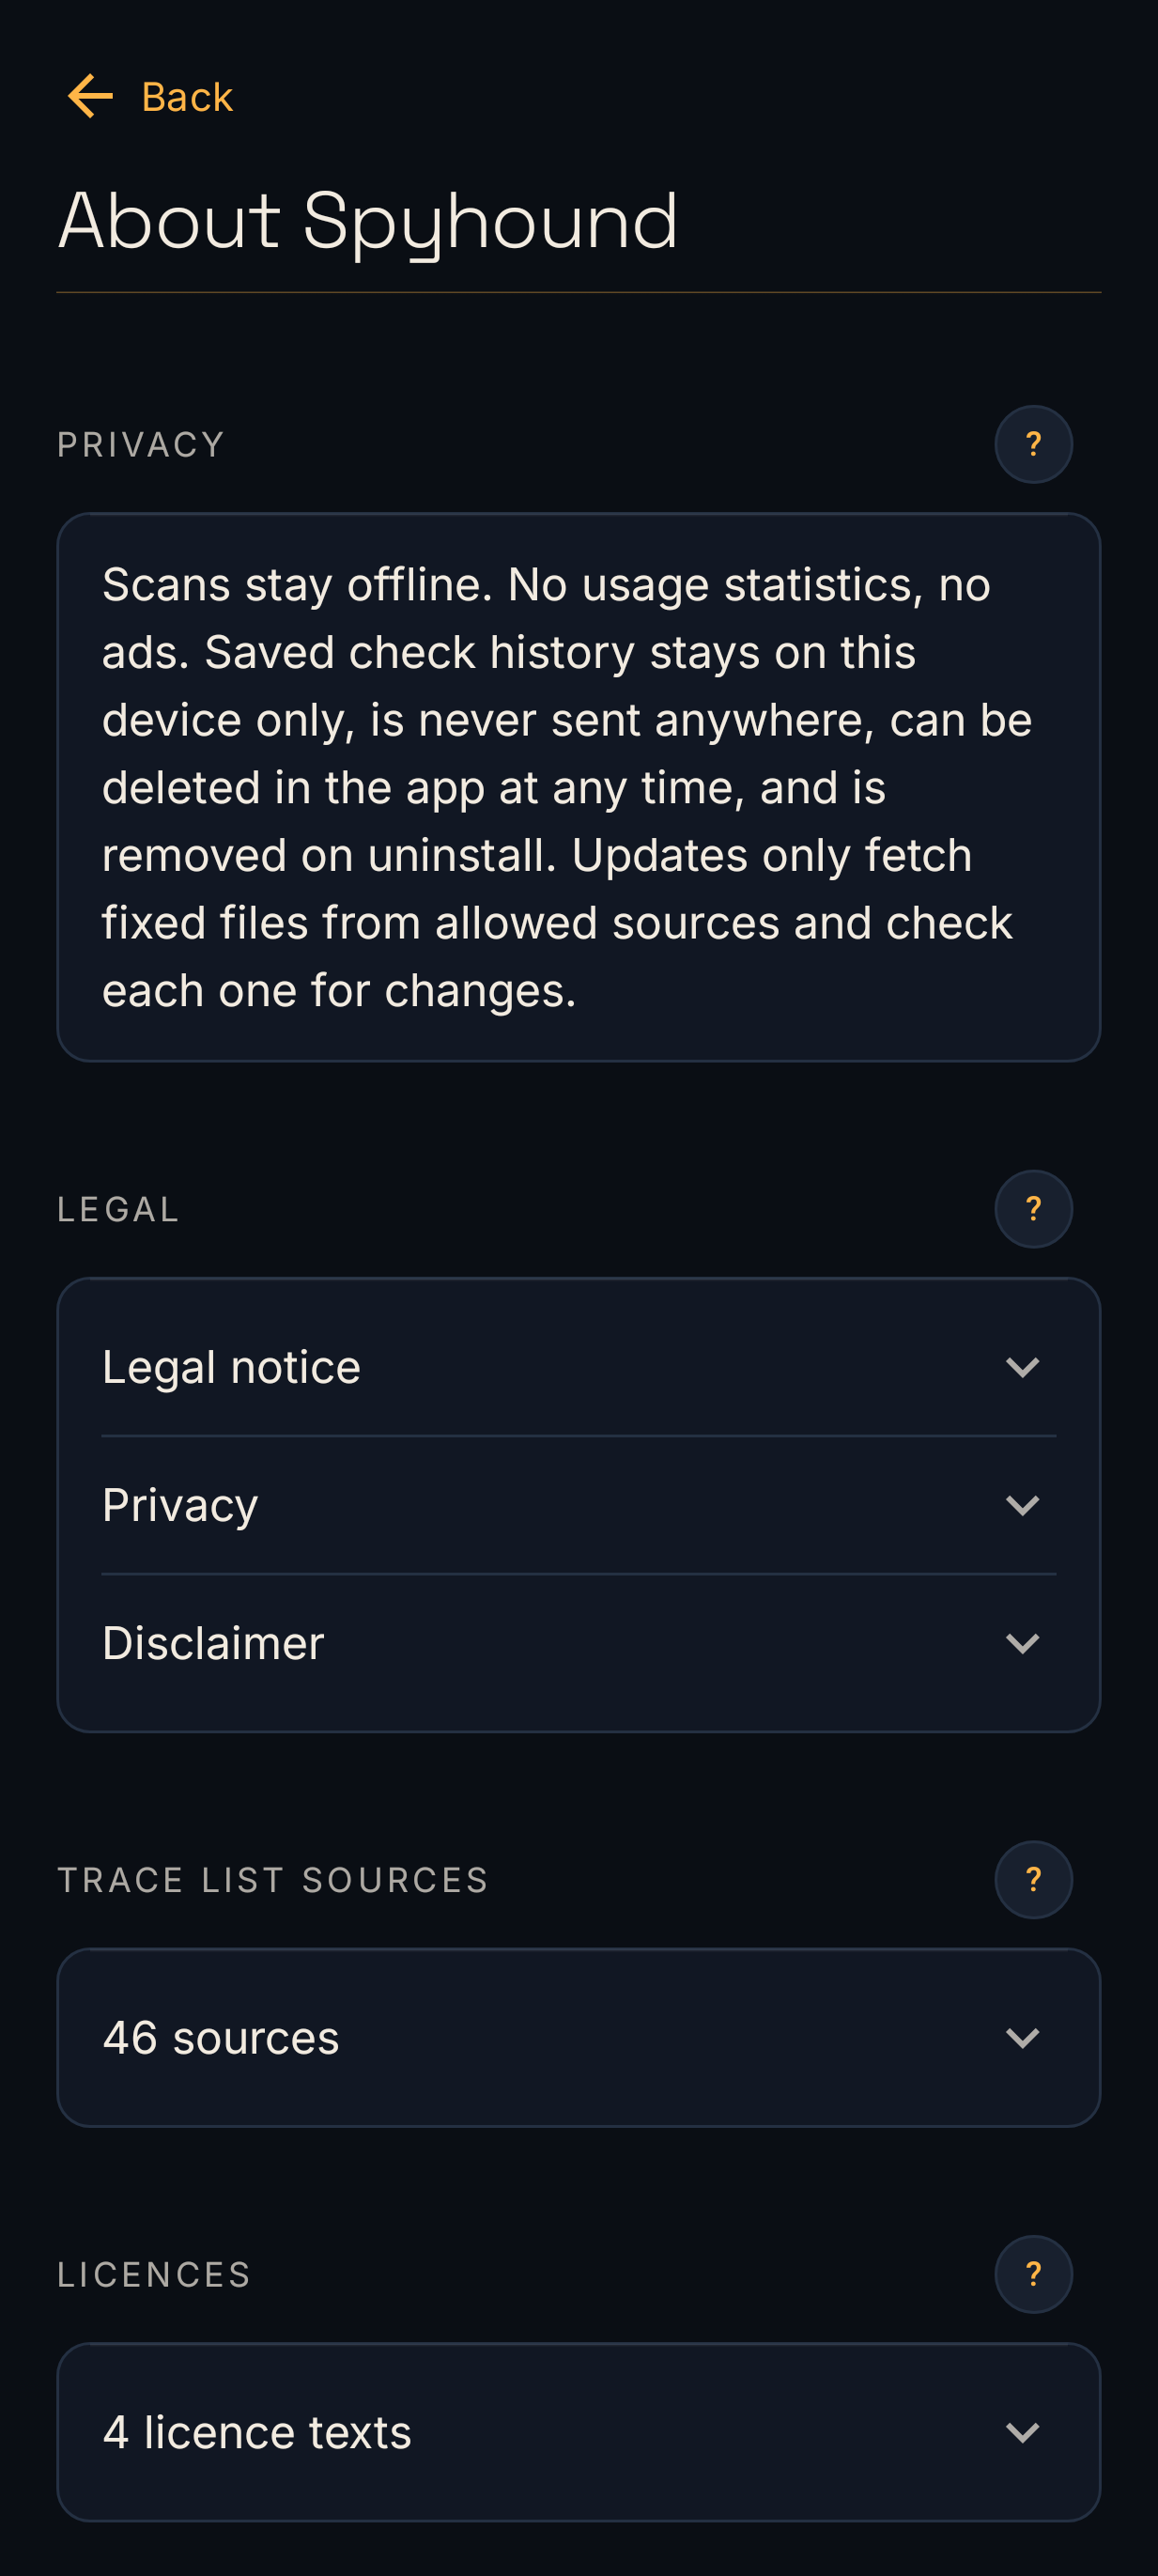 Back
About Spyhound
PRIVACY
?
Scans stay offline. No usage statistics, no
ads. Saved check history stays on this
device only, is never sent anywhere, can be
deleted in the app at any time, and is
removed on uninstall. Updates only fetch
fixed files from allowed sources and check
each one for changes.
LEGAL
?
Legal notice
Privacy
Disclaimer
TRACE LIST SOURCES
?
46 sources
LICENCES
?
4 licence texts